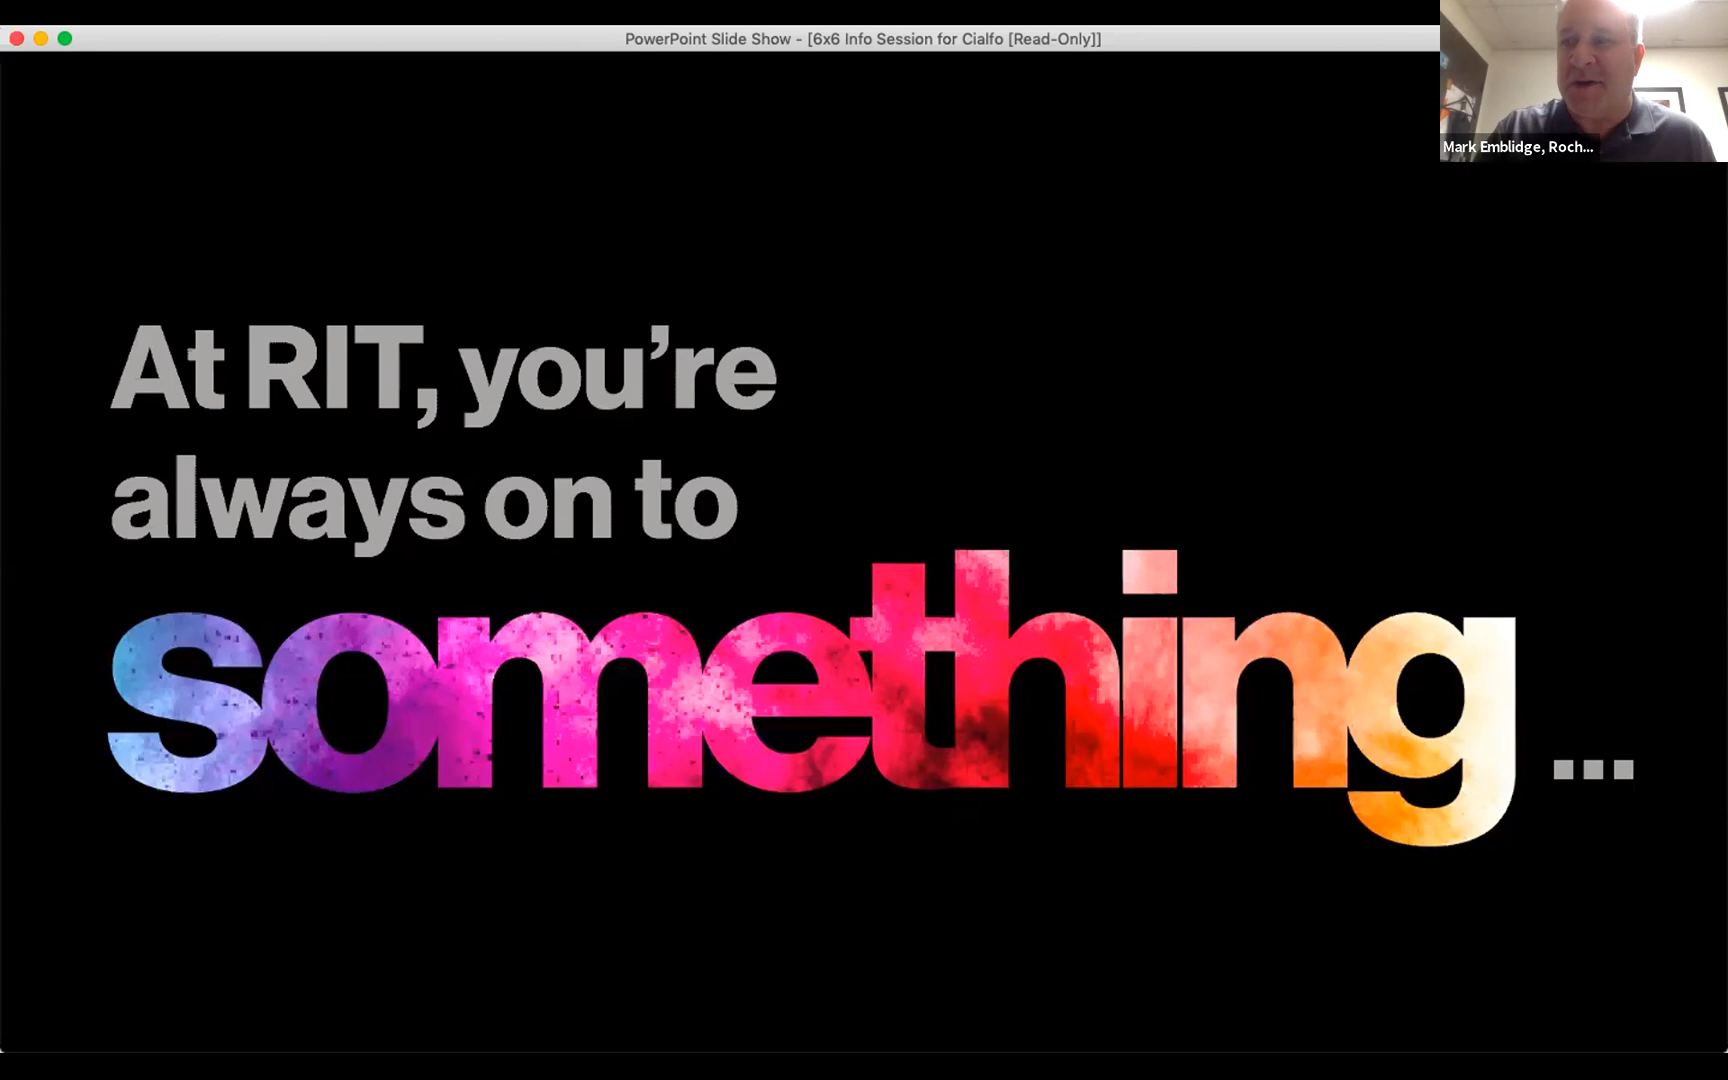 PowerPoint Slide Show - [6x6 Info Session for Cialfo [Read-Only]]
Mark Emblidge, Roch...
At RIT, you’re
always on to
something...